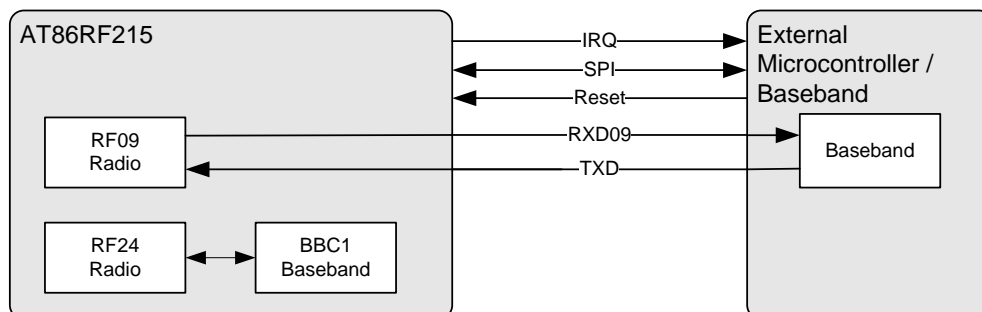 AT86RF215
IRQ
SPI
Reset
RXD09
TXD
External
Microcontroller /
Baseband
RF09
Radio
Baseband
RF24
Radio
BBC1
Baseband